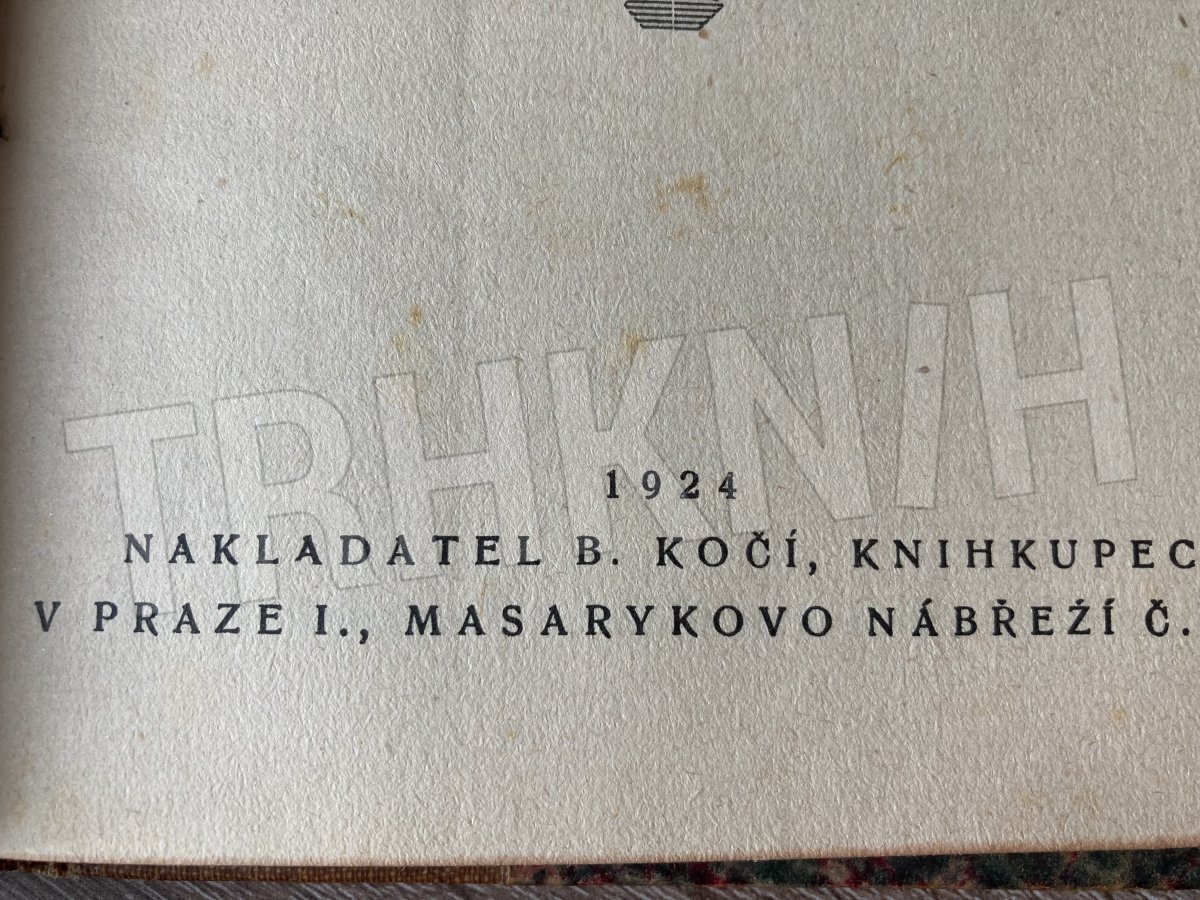 TRHKNIH
1924
NAKLADATEL B. KOČÍ, KNIHKUPEC
V PRAZE I., MASARYKOVO NÁBŘEŽÍ Č.